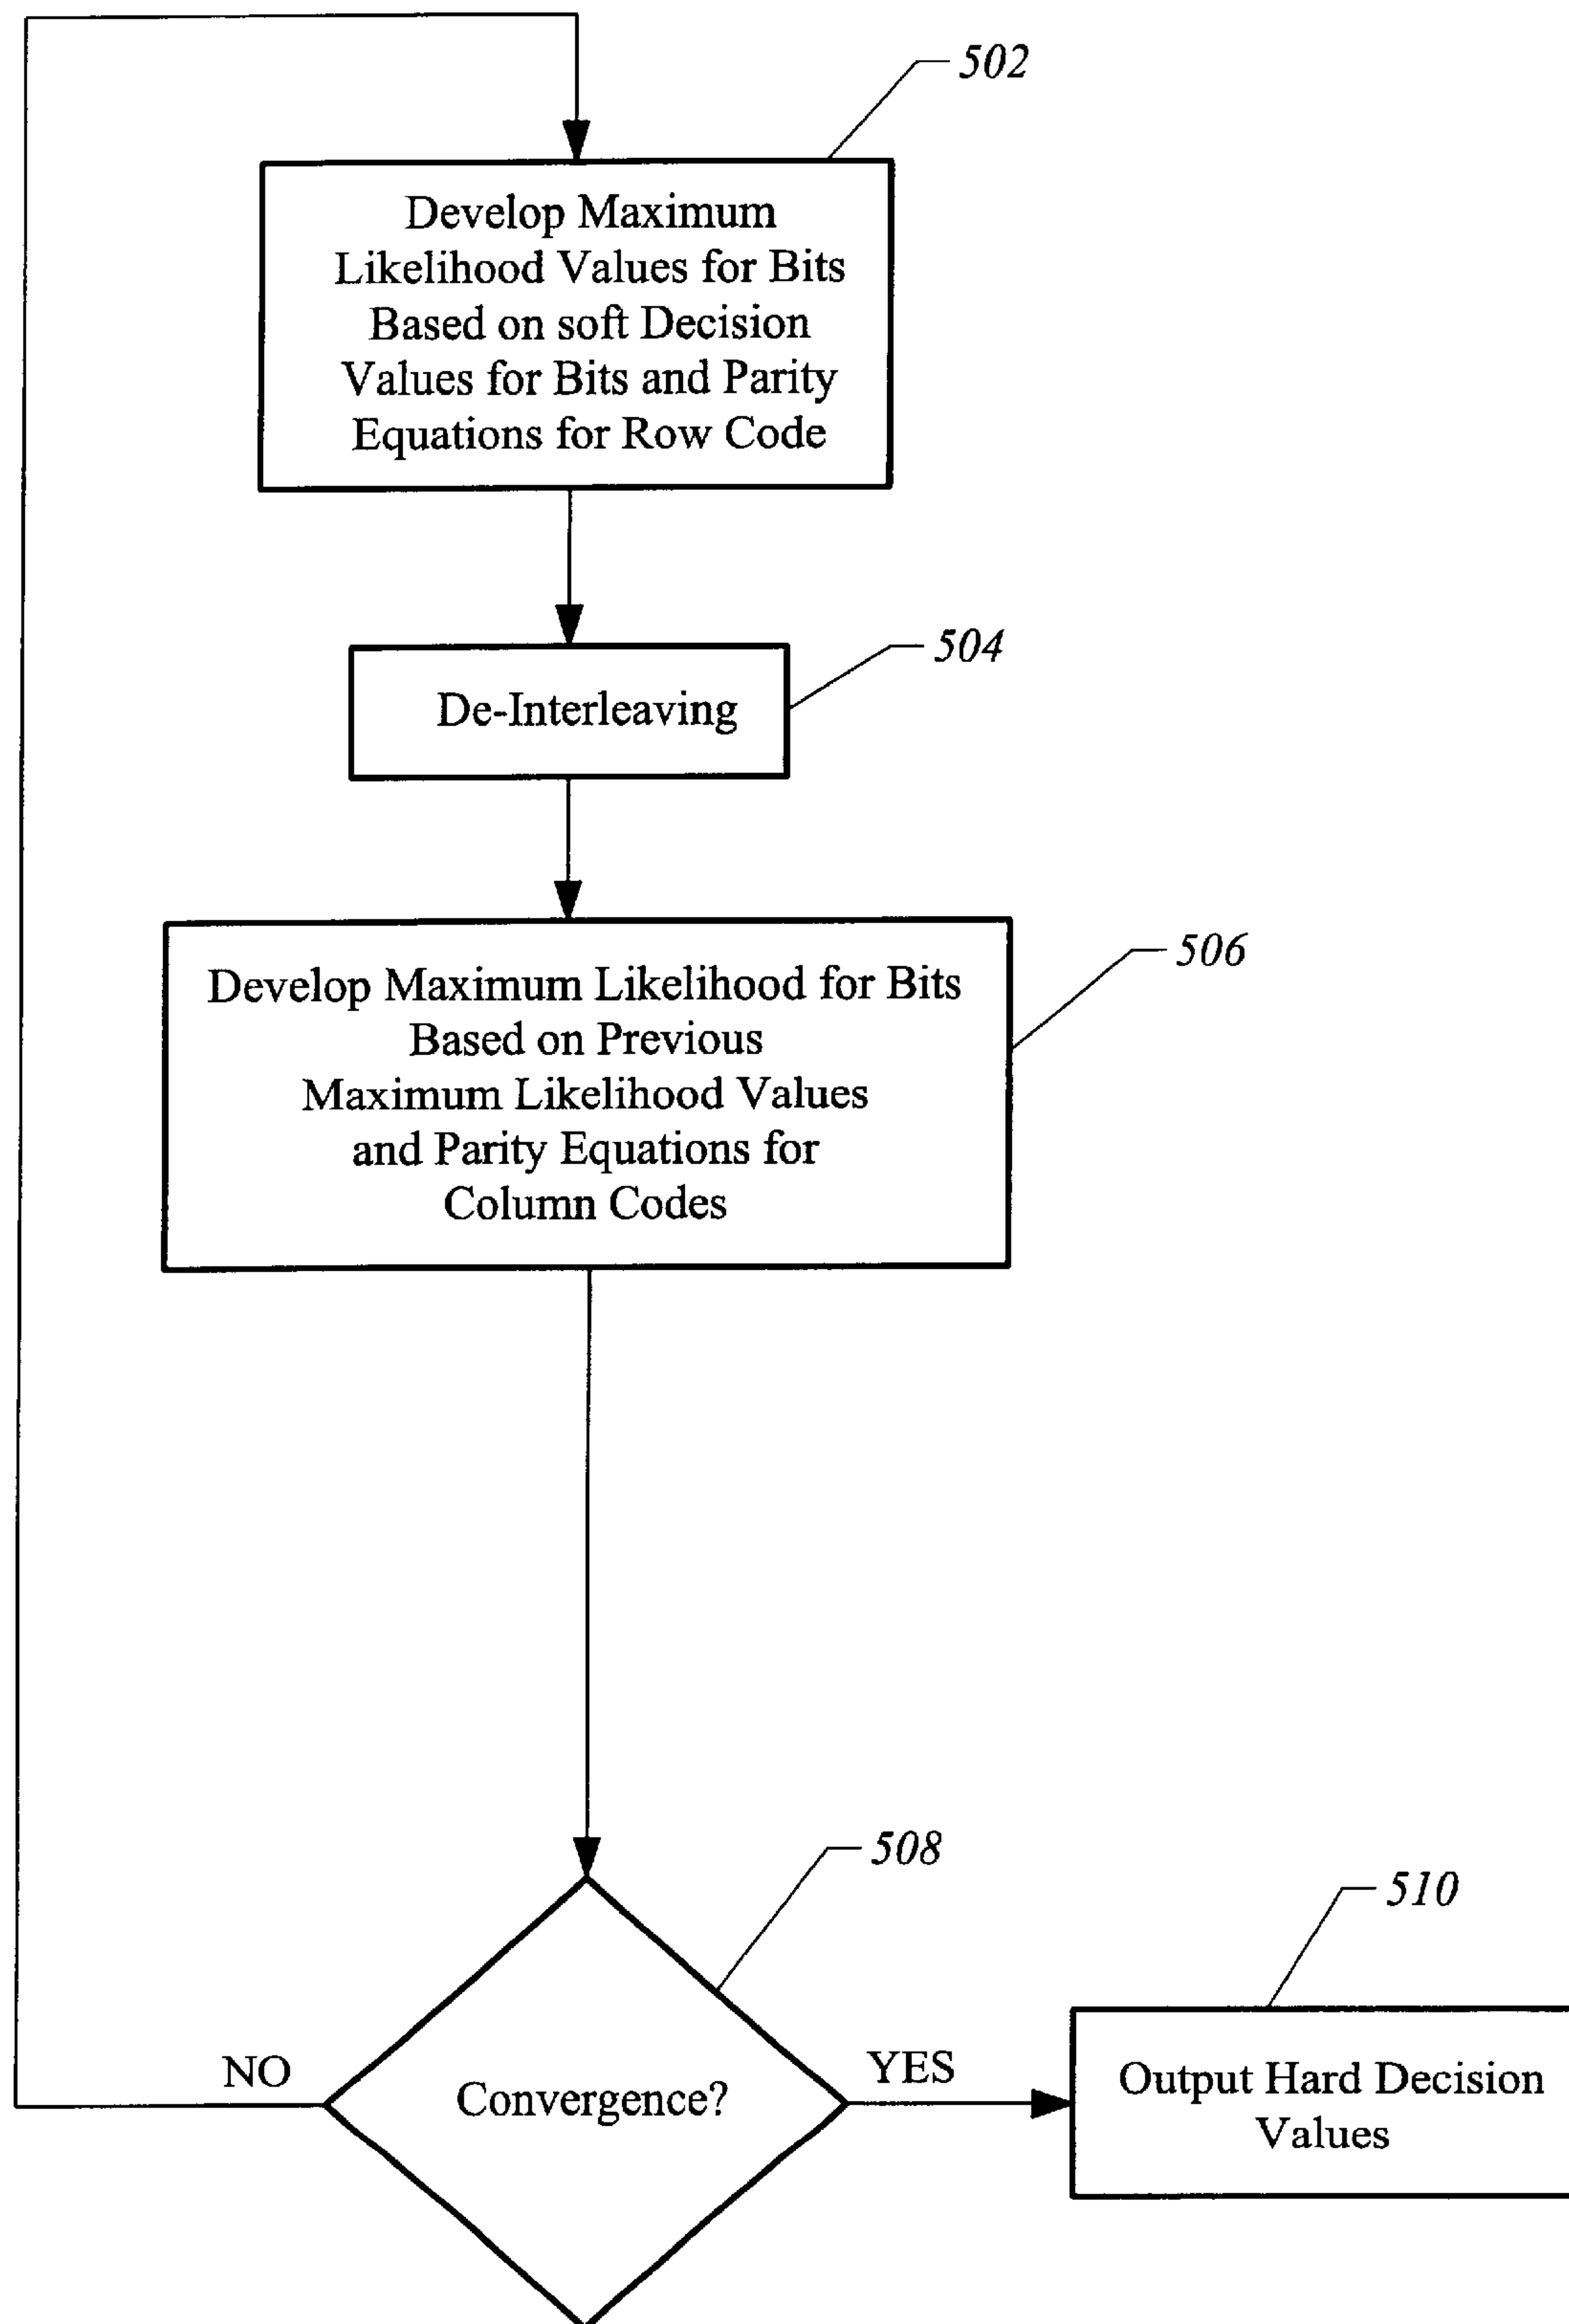 502
Develop Maximum
Likelihood Values for Bits
Based on soft Decision
Values for Bits and Parity
Equations for Row Code
504
De-Interleaving
506
Develop Maximum Likelihood for Bits
Based on Previous
Maximum Likelihood Values
and Parity Equations for
Column Codes
508
510
NO
Convergence?
YES
Output Hard Decision
Values